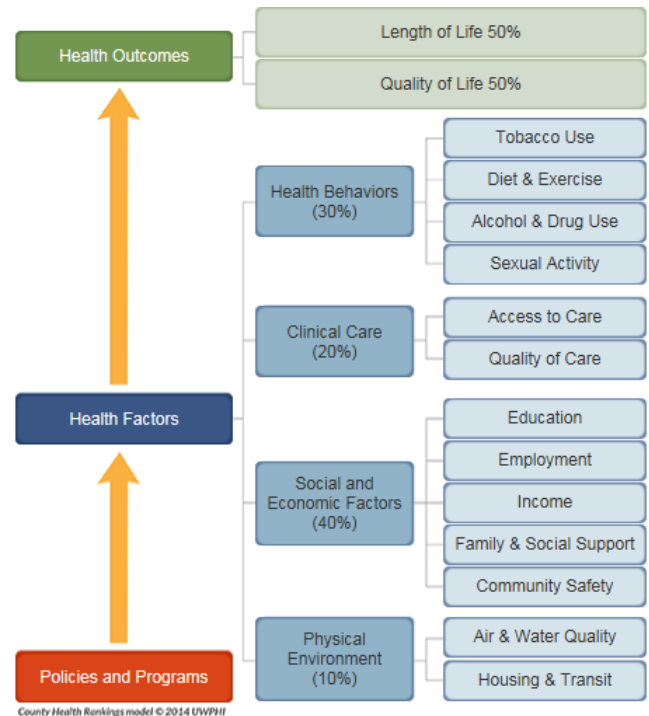 Health Outcomes
Length of Life 50%
Quality of Life 50%
Health Behaviors
(30%)
Tobacco Use
Diet & Exercise
Alcohol & Drug Use
Sexual Activity
Clinical Care
(20%)
Access to Care
Quality of Care
Health Factors
Social and
Economic Factors
(40%)
Education
Employment
Income
Family & Social Support
Community Safety
Physical
Environment
(10%)
Air & Water Quality
Housing & Transit
Policies and Programs
County Health Rankings model © 2014 UWPHI